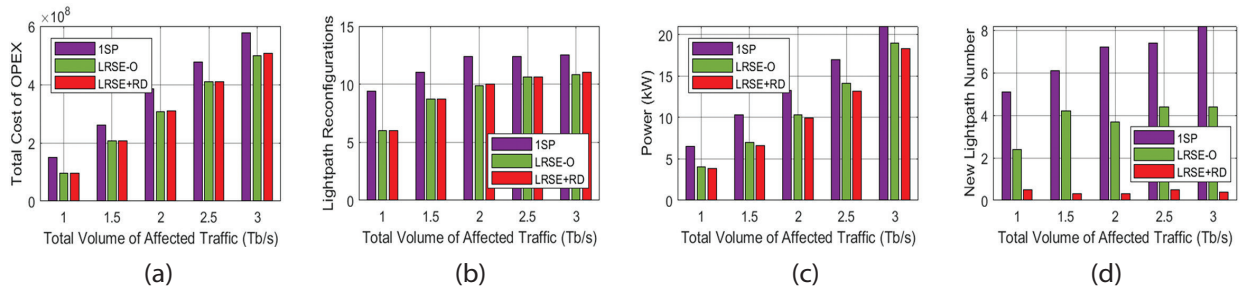 ×10⁸
Total Cost of OPEX
6
4
2
0
1SP
LRSE-O
LRSE+RD
1 1.5 2 2.5 3
Total Volume of Affected Traffic (Tb/s)
(a)
Lightpath Reconfigurations
15
10
5
0
1SP
LRSE-O
LRSE+RD
1 1.5 2 2.5 3
Total Volume of Affected Traffic (Tb/s)
(b)
Power (kW)
20
15
10
5
0
1SP
LRSE-O
LRSE+RD
1 1.5 2 2.5 3
Total Volume of Affected Traffic (Tb/s)
(c)
New Lightpath Number
8
6
4
2
0
1SP
LRSE-O
LRSE+RD
1 1.5 2 2.5 3
Total Volume of Affected Traffic (Tb/s)
(d)